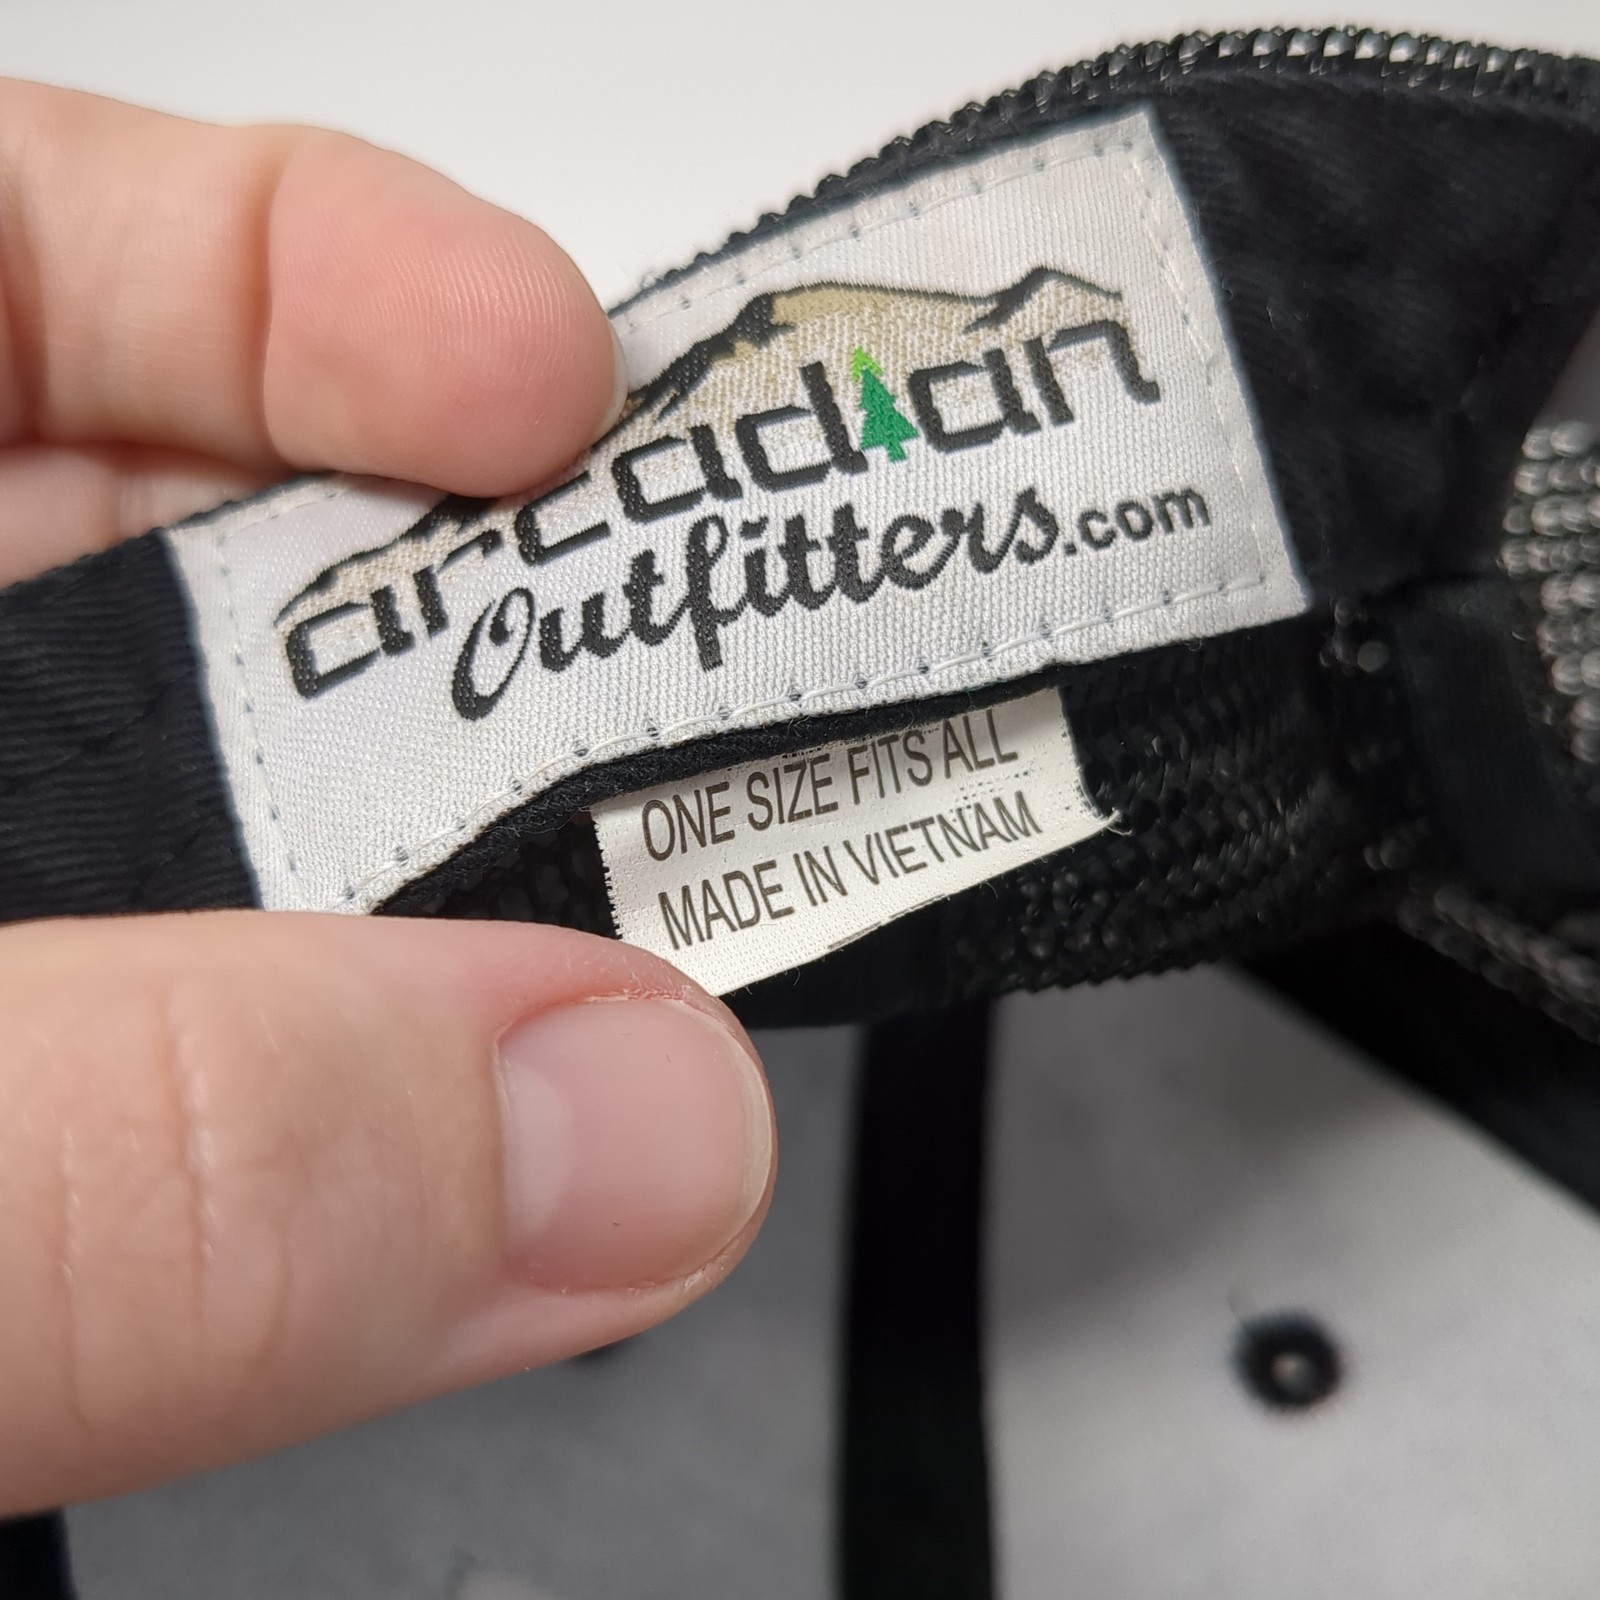 arcadian
Outfitters.com
ONE SIZE FITS ALL
MADE IN VIETNAM